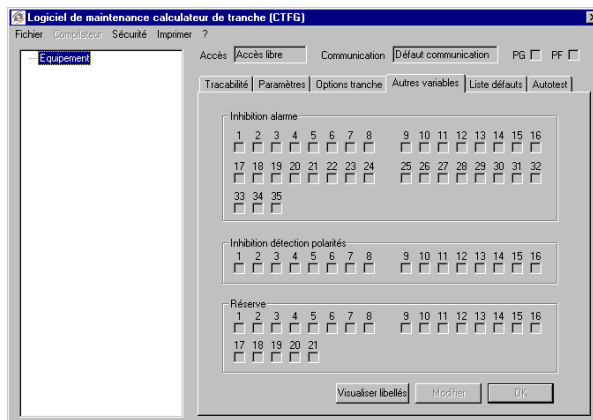 Logiciel de maintenance calculateur de tranche (CTFG)
Fichier Compilateur Sécurité Imprimer ?
Equipement
Accès Accès libre Communication Défaut communication PG PF
Tracabilité Paramètres Options tranche Autres variables Liste défauts Autotest
Inhibition alarme
1 2 3 4 5 6 7 8 9 10 11 12 13 14 15 16
17 18 19 20 21 22 23 24 25 26 27 28 29 30 31 32
33 34 35
Inhibition détection polarités
1 2 3 4 5 6 7 8 9 10 11 12 13 14 15 16
Réserve
1 2 3 4 5 6 7 8 9 10 11 12 13 14 15 16
17 18 19 20 21
Visualiser libellés Modifier OK